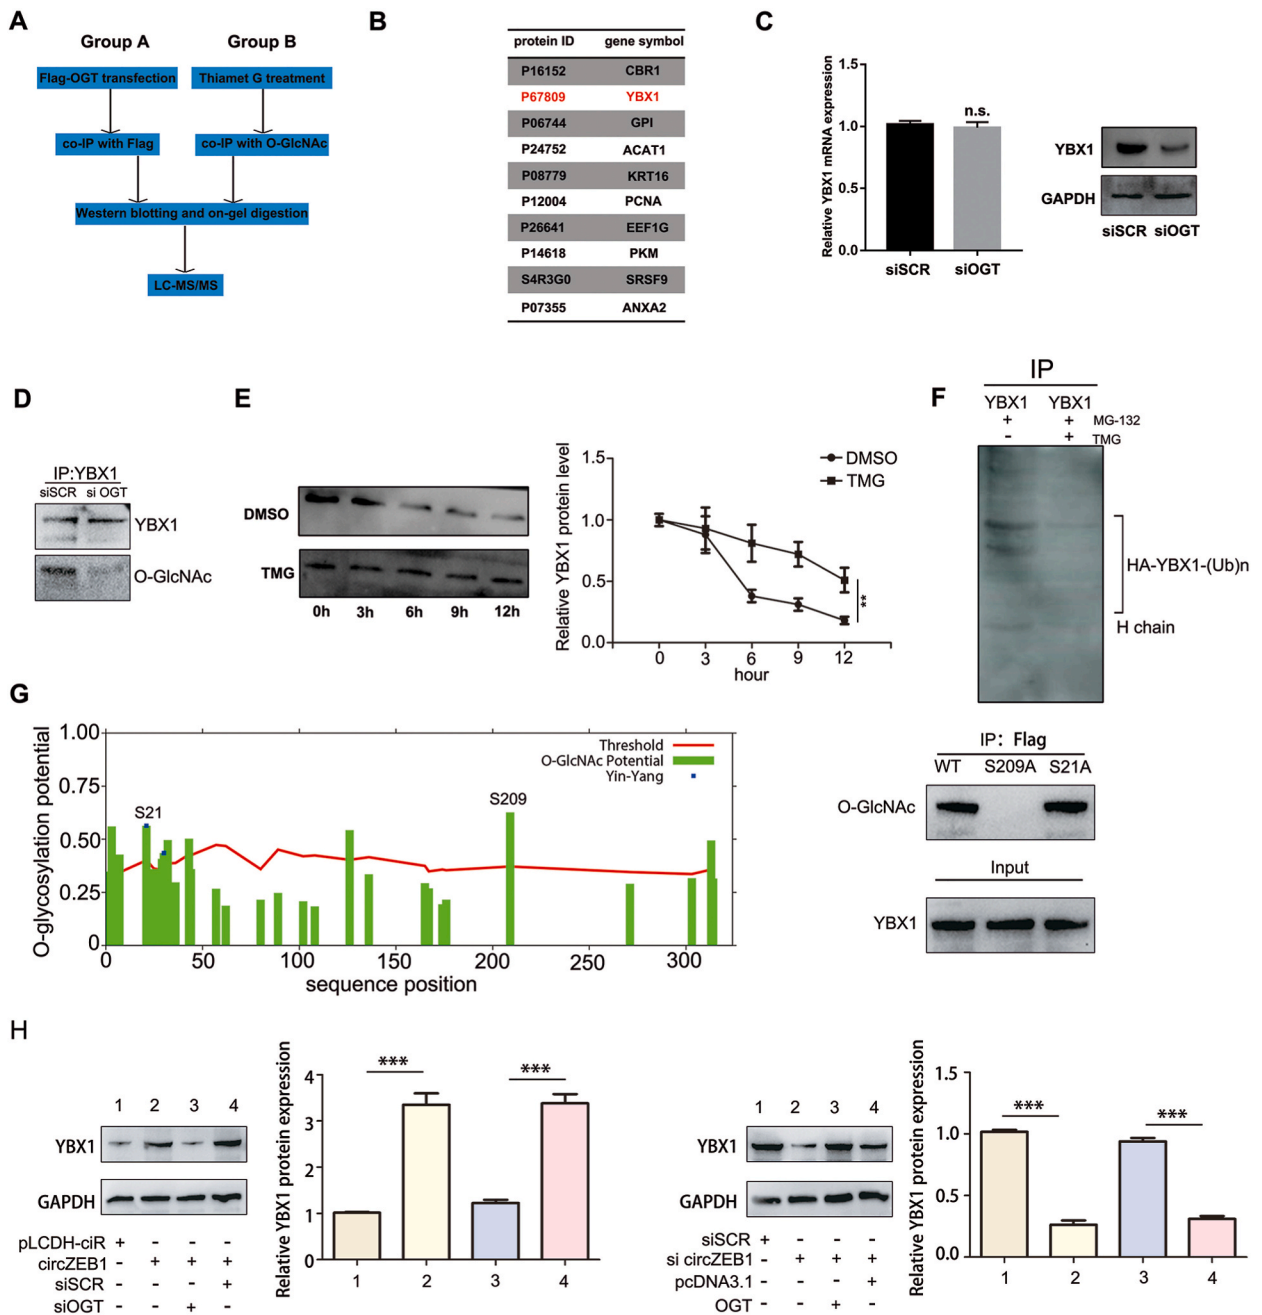 A
Group A Group B
Flag-OGT transfection Thiamet G treatment
co-IP with Flag co-IP with O-GlcNAc
Western blotting and on-gel digestion
LC-MS/MS
B
protein ID gene symbol
P16152 CBR1
P67809 YBX1
P06744 GPI
P24752 ACAT1
P08779 KRT16
P12004 PCNA
P26641 EEF1G
P14618 PKM
S4R3G0 SRSF9
P07355 ANXA2
C
Relative YBX1 mRNA expression
1.5
1.0
0.5
0.0
n.s.
siSCR siOGT
YBX1
GAPDH
siSCR siOGT
D
IP:YBX1
siSCR si OGT
YBX1
O-GlcNAc
E
DMSO
TMG
0h 3h 6h 9h 12h
Relative YBX1 protein level
1.5
1.0
0.5
0.0
DMSO
TMG
**
0 3 6 9 12
hour
F
IP
YBX1 YBX1
+ + MG-132
- + TMG
HA-YBX1-(Ub)n
H chain
IP: Flag
WT S209A S21A
O-GlcNAc
Input
YBX1
G
O-glycosylation potential
1.00
0.75
0.50
0.25
0
Threshold
O-GlcNAc Potential
Yin-Yang
S21 S209
0 50 100 150 200 250 300
sequence position
H
1 2 3 4
YBX1
GAPDH
pLCDH-ciR + - - -
circZEB1 - + + +
siSCR - - - +
siOGT - - + -
Relative YBX1 protein expression
4
3
2
1
0
*** ***
1 2 3 4
1 2 3 4
YBX1
GAPDH
siSCR + - - -
si circZEB1 - + + +
pcDNA3.1 - - - +
OGT - - + -
Relative YBX1 protein expression
1.5
1.0
0.5
0.0
*** ***
1 2 3 4